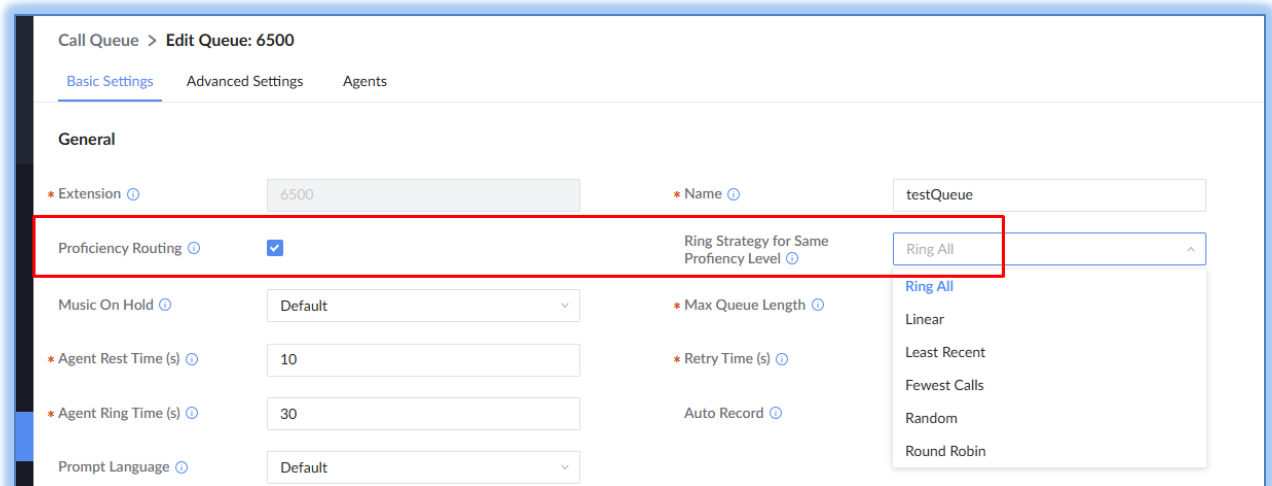 Call Queue > Edit Queue: 6500
Basic Settings Advanced Settings Agents
General
* Extension 6500 * Name testQueue
Proficiency Routing Ring Strategy for Same
Profiency Level Ring All
Ring All
Music On Hold Default * Max Queue Length
Linear
Least Recent
* Agent Rest Time (s) 10 * Retry Time (s)
Fewest Calls
* Agent Ring Time (s) 30 Auto Record
Random
Round Robin
Prompt Language Default